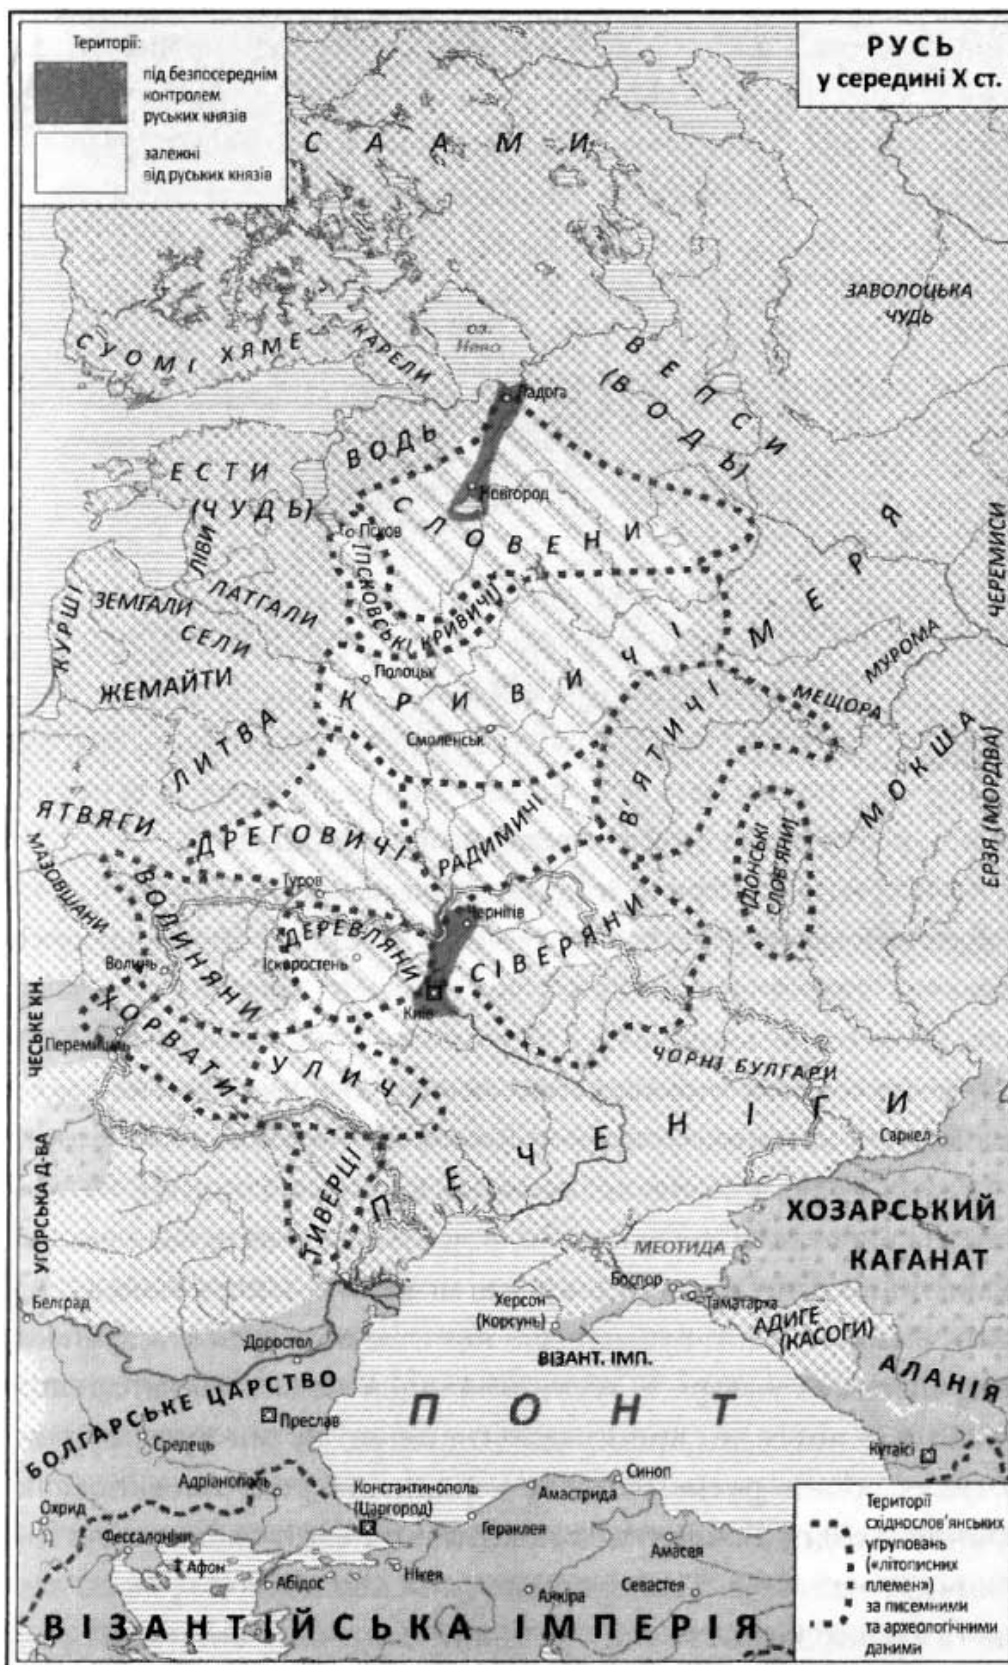 Території:
під безпосереднім
контролем
руських князів
залежні
від руських князів
РУСЬ
у середині X ст.
СААМИ
ЗАВОЛОЦЬКА
ЧУДЬ
СУОМІ
ХЯМЕ
КАРЕЛИ
оз.
Нево
ВЕПСИ
(ВОДЬ)
Ладога
ВОДЬ
ЕСТИ
(ЧУДЬ)
Новгород
СЛОВЕНИ
Псков
[ПСКОВСЬКІ КРИВИЧІ]
ЛІВИ
ЛАТГАЛИ
ЗЕМГАЛИ
СЕЛИ
КУРШІ
ЖЕМАЙТИ
МЕРЯ
ЧЕРЕМИСИ
МУРОМА
МЕЩОРА
Полоцьк
КРИВИЧІ
Смоленськ
ЛИТВА
В'ЯТИЧІ
МОКША
ЕРЗЯ (МОРДВА)
ЯТВЯГИ
ДРЕГОВИЧІ
РАДИМИЧІ
[ДОНСЬКІ
СЛОВ'ЯНИ]
МАЗОВШАНИ
Туров
ВОЛИНЯНИ
Чернігів
ДЕРЕВЛЯНИ
Іскоростень
СІВЕРЯНИ
Волинь
Київ
ХОРВАТИ
Перемишль
ЧЕСЬКЕ КН.
УЛИЧІ
ЧОРНІ БУЛГАРИ
ПЕЧЕНІГИ
Саркел
УГОРСЬКА Д-ВА
ТИВЕРЦІ
ХОЗАРСЬКИЙ
КАГАНАТ
МЕОТИДА
Боспор
Таматарха
Херсон
(Корсунь)
АДИГЕ
(КАСОГИ)
Белград
Доростол
ВІЗАНТ. ІМП.
АЛАНІЯ
БОЛГАРСЬКЕ ЦАРСТВО
ПОНТ
Преслав
Средець
Кутаїсі
Адріанополь
Константинополь
(Царгород)
Синоп
Амастрида
Охрид
Гераклея
Фессалоніки
Афон
Абідос
Нікея
Амасея
Анкіра
Севастея
ВІЗАНТІЙСЬКА ІМПЕРІЯ
Території
східнослов'янських
угруповань
(«літописних
племен»)
за писемними
та археологічними
даними